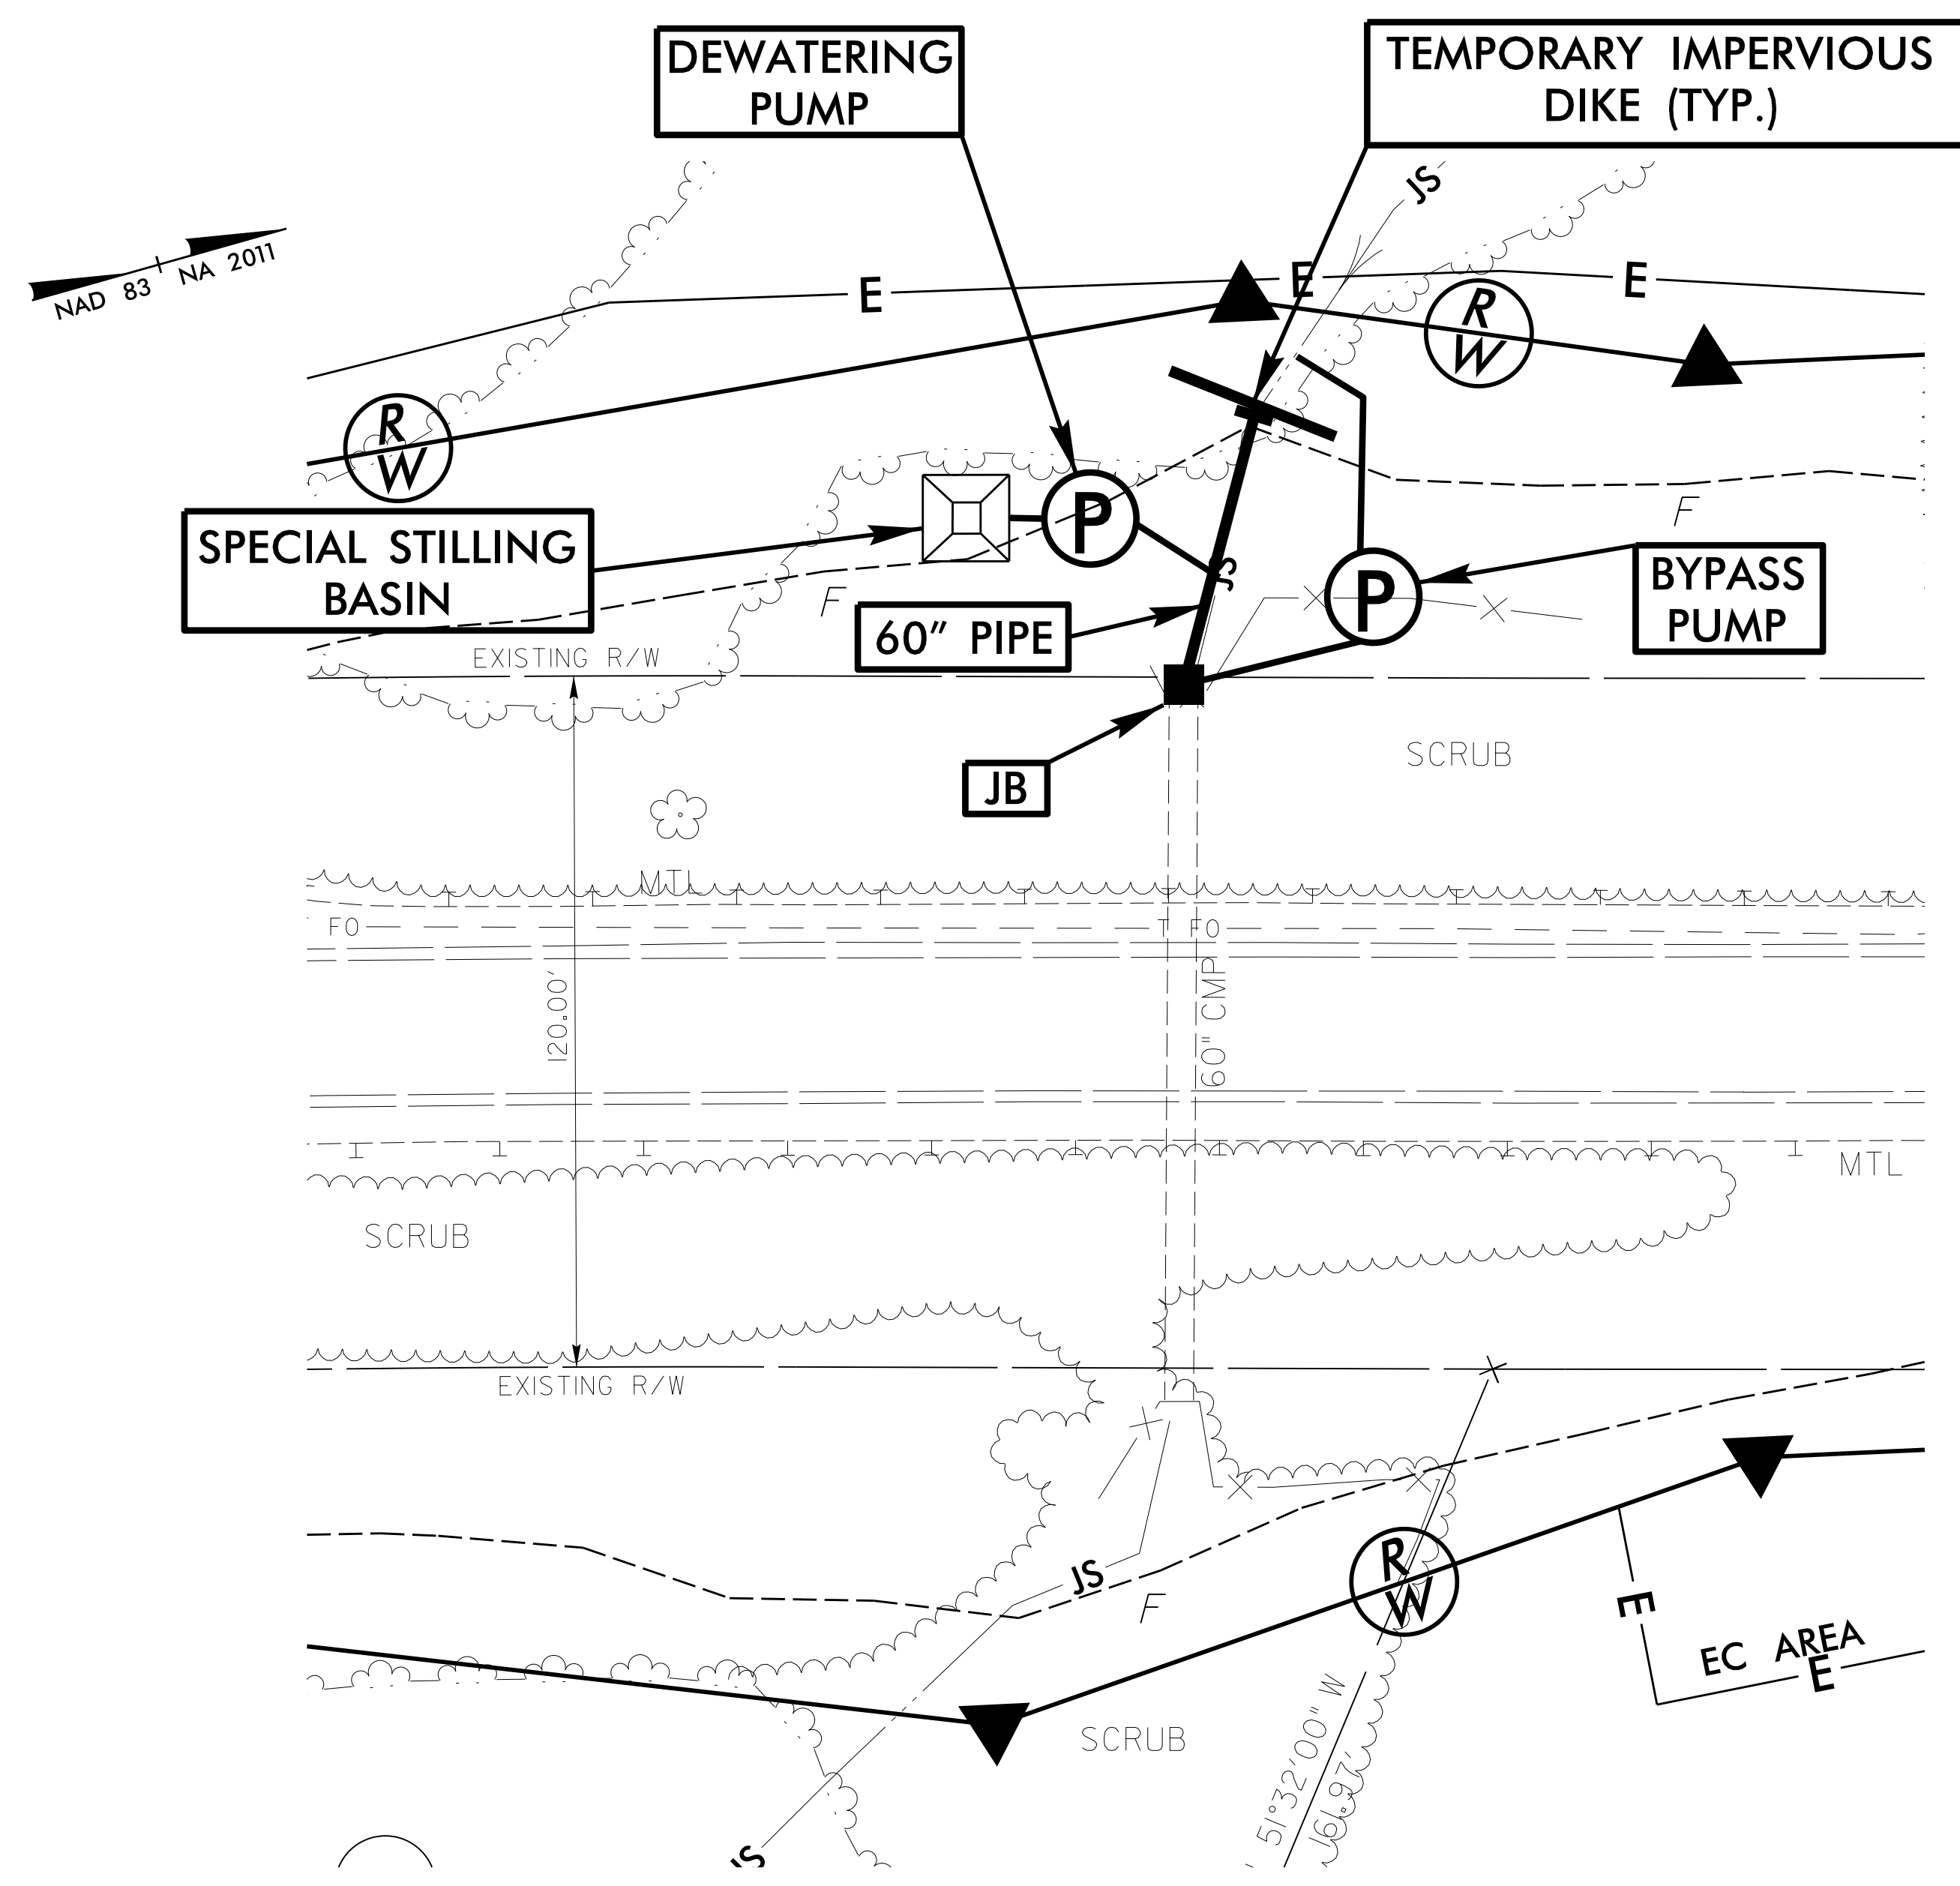 DEWATERING
PUMP
TEMPORARY IMPERVIOUS
DIKE (TYP.)
JS
NAD 83 NA 2011
E
E
E
R
W
R
W
SPECIAL STILLING
BASIN
P
F
F
JS
60" PIPE
P
BYPASS
PUMP
EXISTING R/W
JB
SCRUB
MTL
FO
T FO
120.00'
60" CMP
MTL
SCRUB
EXISTING R/W
JS
F
R
W
E
EC AREA
E
SCRUB
51°32'00" W
161.97'
JS